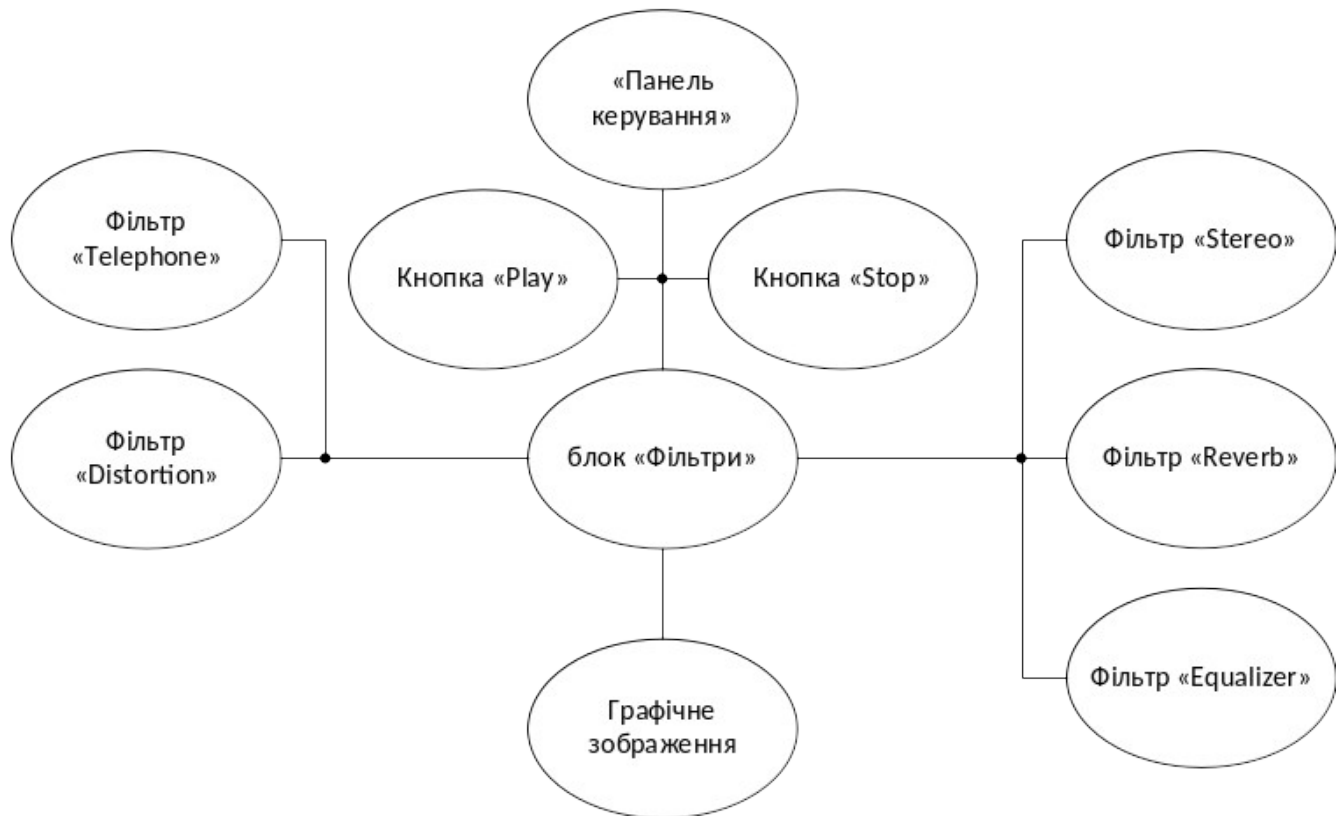 «Панель
керування»
Фільтр
«Telephone»
Кнопка «Play»
Кнопка «Stop»
Фільтр «Stereo»
Фільтр
«Distortion»
блок «Фільтри»
Фільтр «Reverb»
Графічне
зображення
Фільтр «Equalizer»